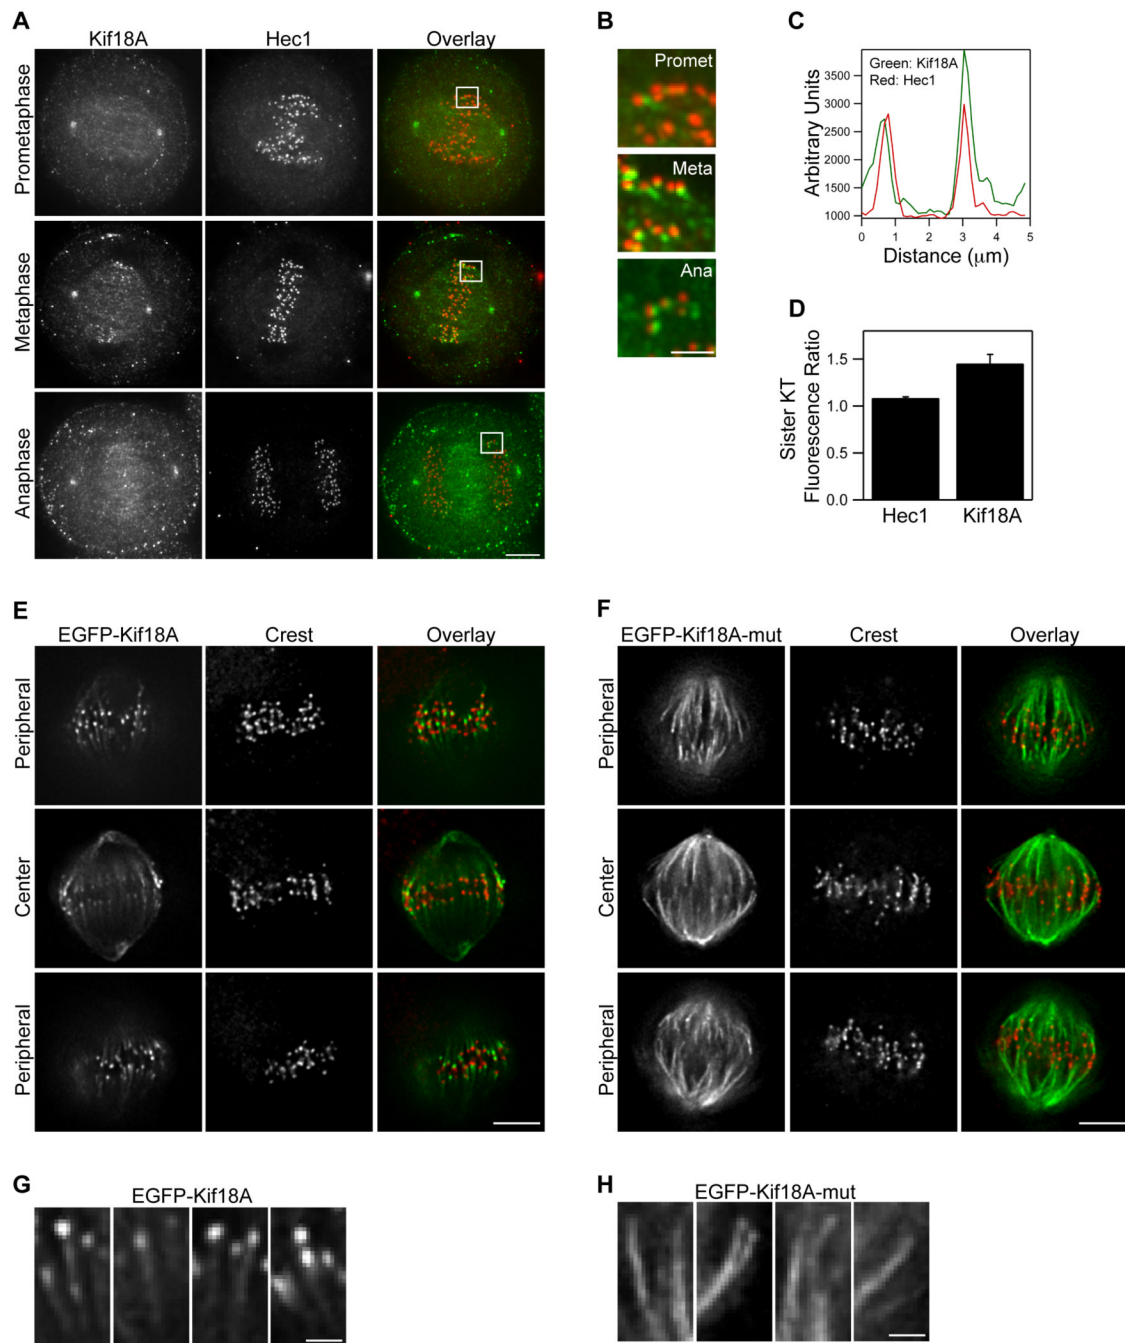 A
Kif18A
Hec1
Overlay
Prometaphase
Metaphase
Anaphase
B
Promet
Meta
Ana
C
Green: Kif18A
Red: Hec1
Arbitrary Units
3500
3000
2500
2000
1500
1000
0
1
2
3
4
5
Distance (μm)
D
Sister KT
Fluorescence Ratio
1.5
1.0
0.5
0.0
Hec1
Kif18A
E
EGFP-Kif18A
Crest
Overlay
Peripheral
Center
Peripheral
F
EGFP-Kif18A-mut
Crest
Overlay
Peripheral
Center
Peripheral
G
EGFP-Kif18A
H
EGFP-Kif18A-mut